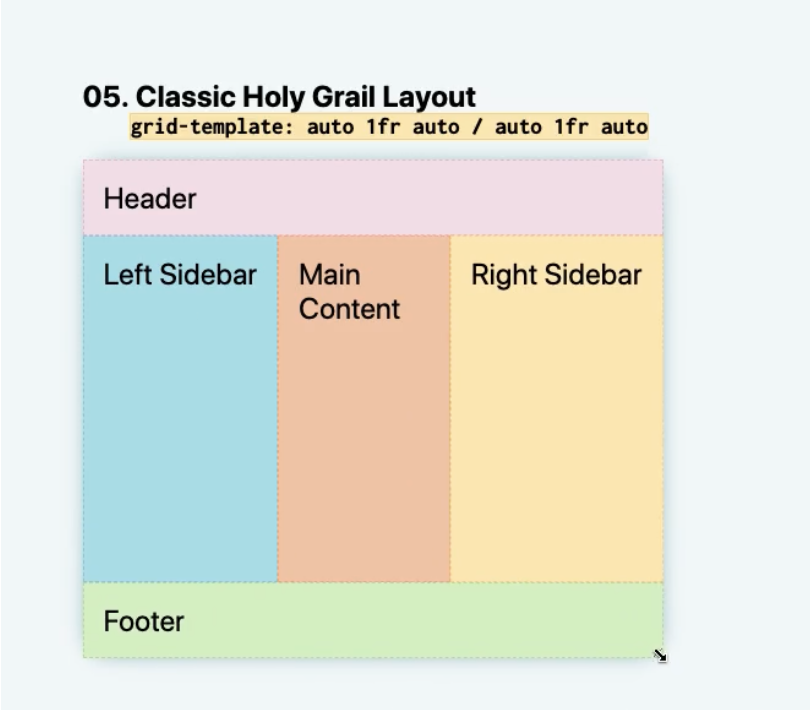 05. Classic Holy Grail Layout
grid-template: auto 1fr auto / auto 1fr auto
Header
Left Sidebar
Main
Content
Right Sidebar
Footer